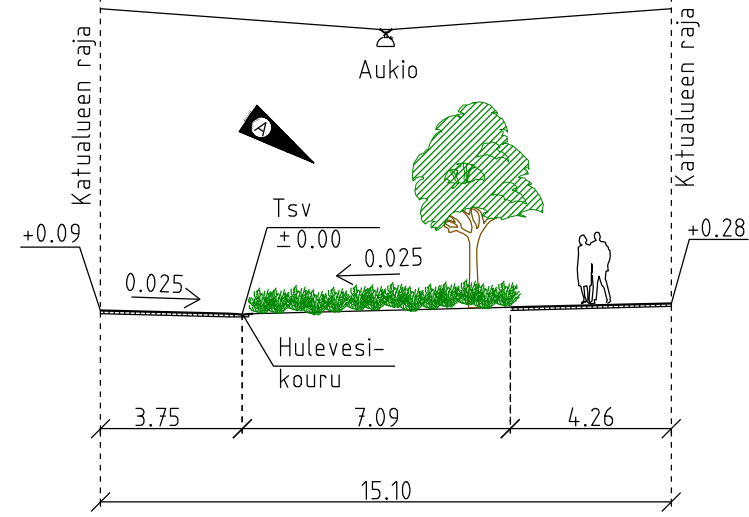 Aukio
Katualueen raja
Katualueen raja
A
Tsv
±0.00
+0.09
+0.28
0.025
0.025
Hulevesi-
kouru
3.75
7.09
4.26
15.10